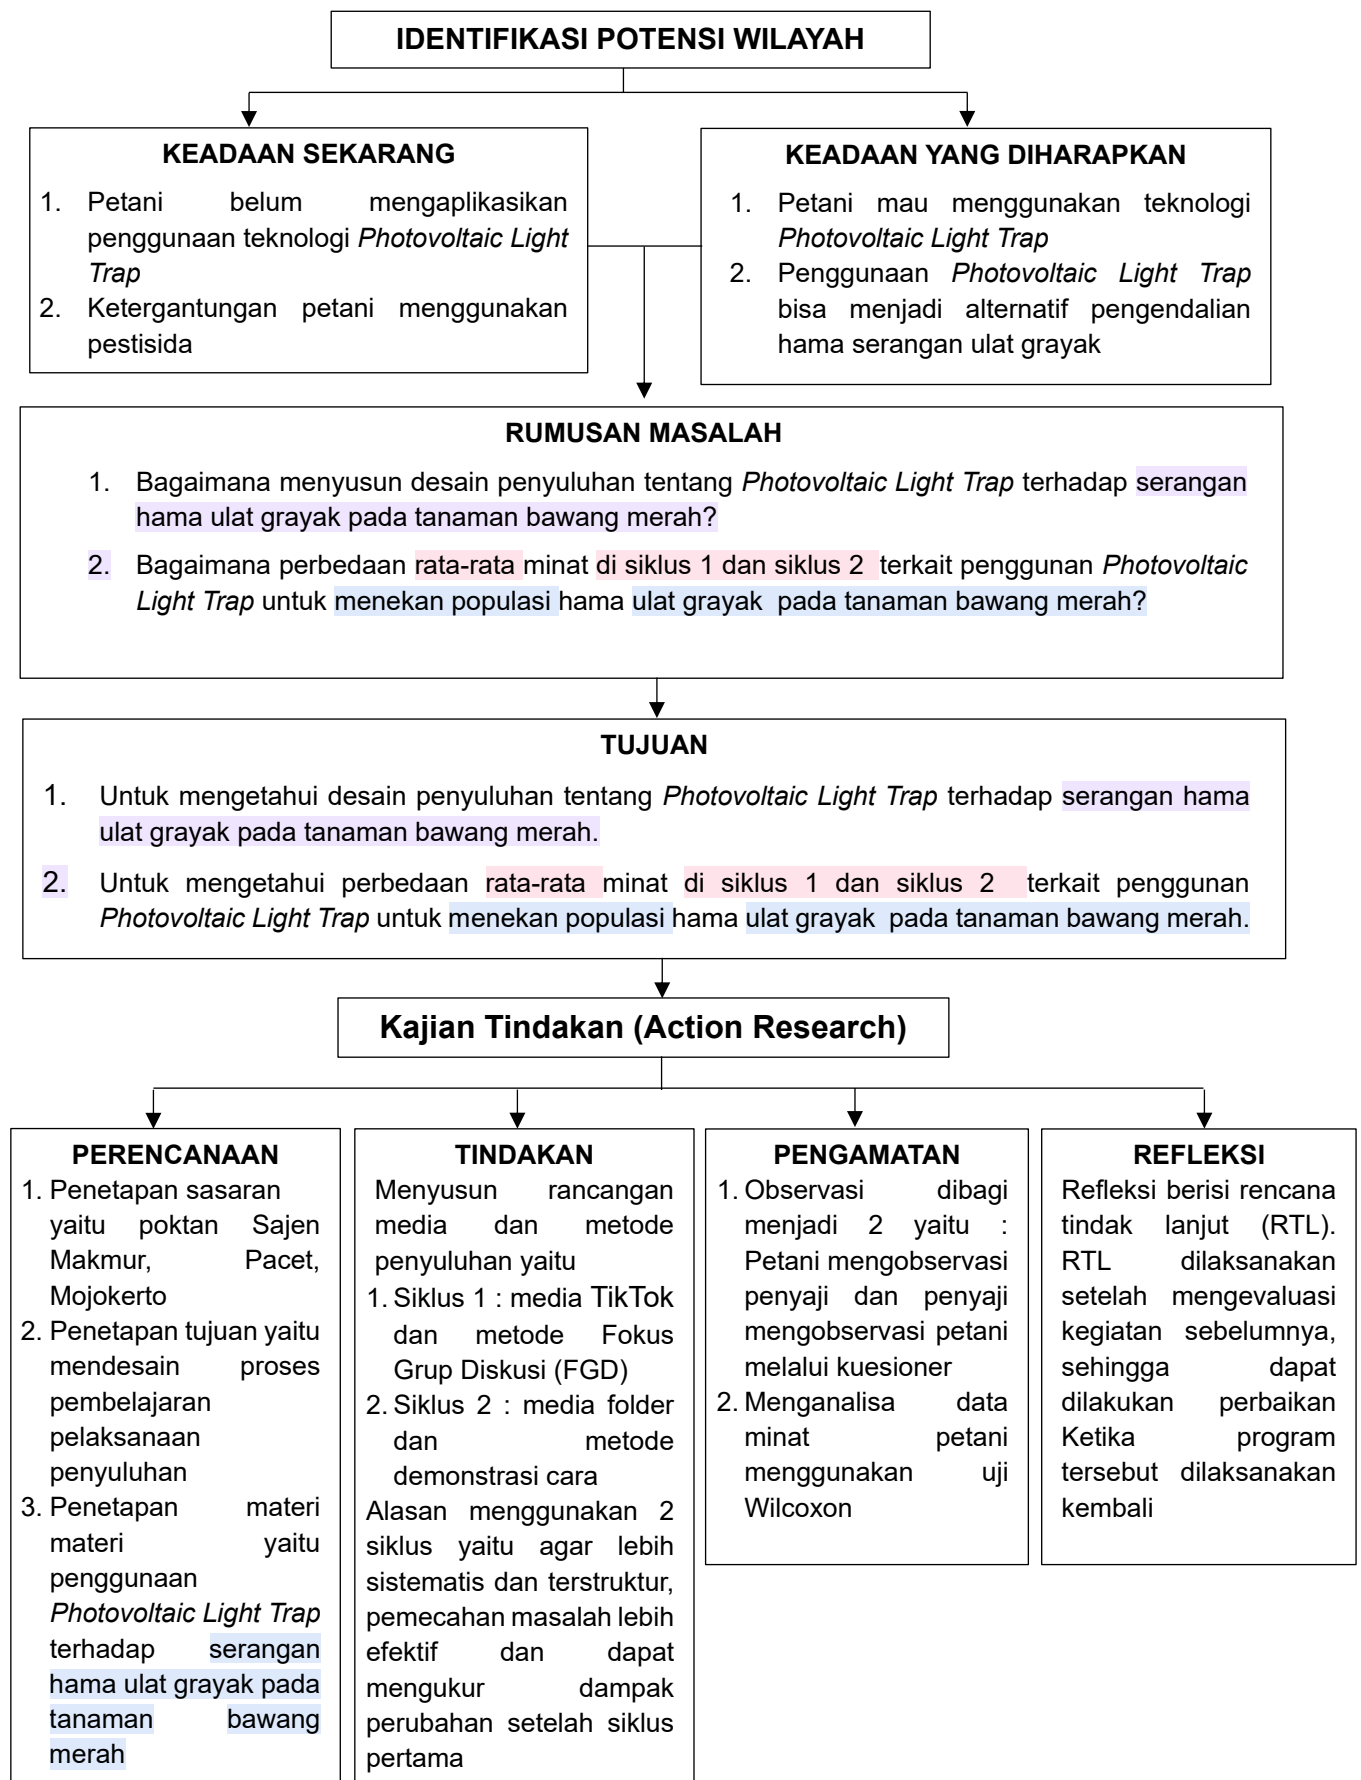 IDENTIFIKASI POTENSI WILAYAH
KEADAAN SEKARANG
1. Petani belum mengaplikasikan
penggunaan teknologi Photovoltaic Light
Trap
2. Ketergantungan petani menggunakan
pestisida
KEADAAN YANG DIHARAPKAN
1. Petani mau menggunakan teknologi
Photovoltaic Light Trap
2. Penggunaan Photovoltaic Light Trap
bisa menjadi alternatif pengendalian
hama serangan ulat grayak
RUMUSAN MASALAH
1. Bagaimana menyusun desain penyuluhan tentang Photovoltaic Light Trap terhadap serangan
hama ulat grayak pada tanaman bawang merah?
2. Bagaimana perbedaan rata-rata minat di siklus 1 dan siklus 2 terkait penggunan Photovoltaic
Light Trap untuk menekan populasi hama ulat grayak pada tanaman bawang merah?
TUJUAN
1. Untuk mengetahui desain penyuluhan tentang Photovoltaic Light Trap terhadap serangan hama
ulat grayak pada tanaman bawang merah.
2. Untuk mengetahui perbedaan rata-rata minat di siklus 1 dan siklus 2 terkait penggunan
Photovoltaic Light Trap untuk menekan populasi hama ulat grayak pada tanaman bawang merah.
Kajian Tindakan (Action Research)
PERENCANAAN
1. Penetapan sasaran
yaitu poktan Sajen
Makmur, Pacet,
Mojokerto
2. Penetapan tujuan yaitu
mendesain proses
pembelajaran
pelaksanaan
penyuluhan
3. Penetapan materi
materi yaitu
penggunaan
Photovoltaic Light Trap
terhadap serangan
hama ulat grayak pada
tanaman bawang
merah
TINDAKAN
Menyusun rancangan
media dan metode
penyuluhan yaitu
1. Siklus 1 : media TikTok
dan metode Fokus
Grup Diskusi (FGD)
2. Siklus 2 : media folder
dan metode
demonstrasi cara
Alasan menggunakan 2
siklus yaitu agar lebih
sistematis dan terstruktur,
pemecahan masalah lebih
efektif dan dapat
mengukur dampak
perubahan setelah siklus
pertama
PENGAMATAN
1. Observasi dibagi
menjadi 2 yaitu :
Petani mengobservasi
penyaji dan penyaji
mengobservasi petani
melalui kuesioner
2. Menganalisa data
minat petani
menggunakan uji
Wilcoxon
REFLEKSI
Refleksi berisi rencana
tindak lanjut (RTL).
RTL dilaksanakan
setelah mengevaluasi
kegiatan sebelumnya,
sehingga dapat
dilakukan perbaikan
Ketika program
tersebut dilaksanakan
kembali